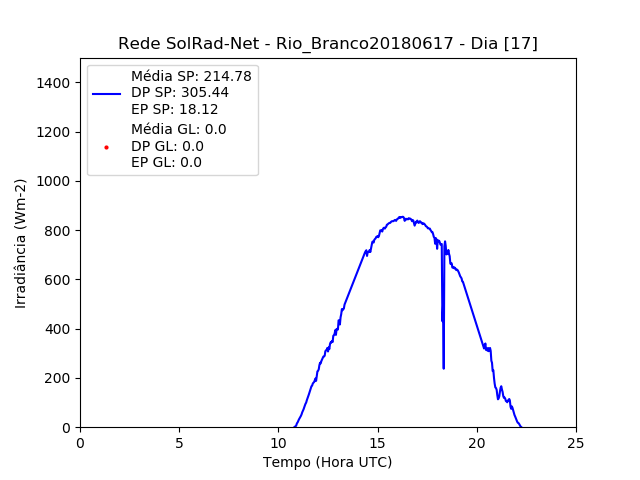 Rede SolRad-Net - Rio_Branco20180617 - Dia [17]
Média SP: 214.78
DP SP: 305.44
EP SP: 18.12
Média GL: 0.0
DP GL: 0.0
EP GL: 0.0
1400
1200
1000
800
600
400
200
0
Irradiância (Wm-2)
0 5 10 15 20 25
Tempo (Hora UTC)